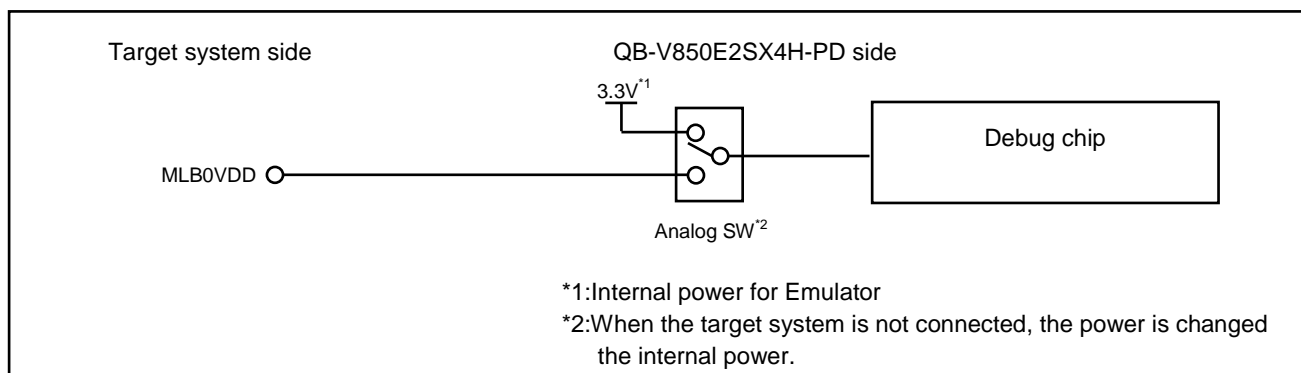 Target system side
QB-V850E2SX4H-PD side
3.3V*1
Debug chip
MLB0VDD
Analog SW*2
*1:Internal power for Emulator
*2:When the target system is not connected, the power is changed
the internal power.